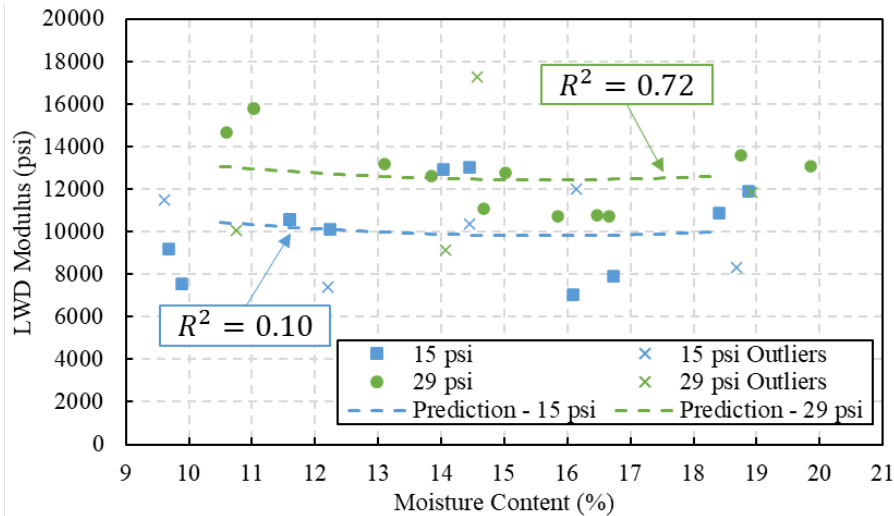 20000
18000
16000
14000
12000
10000
8000
6000
4000
2000
0
LWD Modulus (psi)
R² = 0.72
R² = 0.10
15 psi
15 psi Outliers
29 psi
29 psi Outliers
Prediction - 15 psi
Prediction - 29 psi
9 10 11 12 13 14 15 16 17 18 19 20 21
Moisture Content (%)